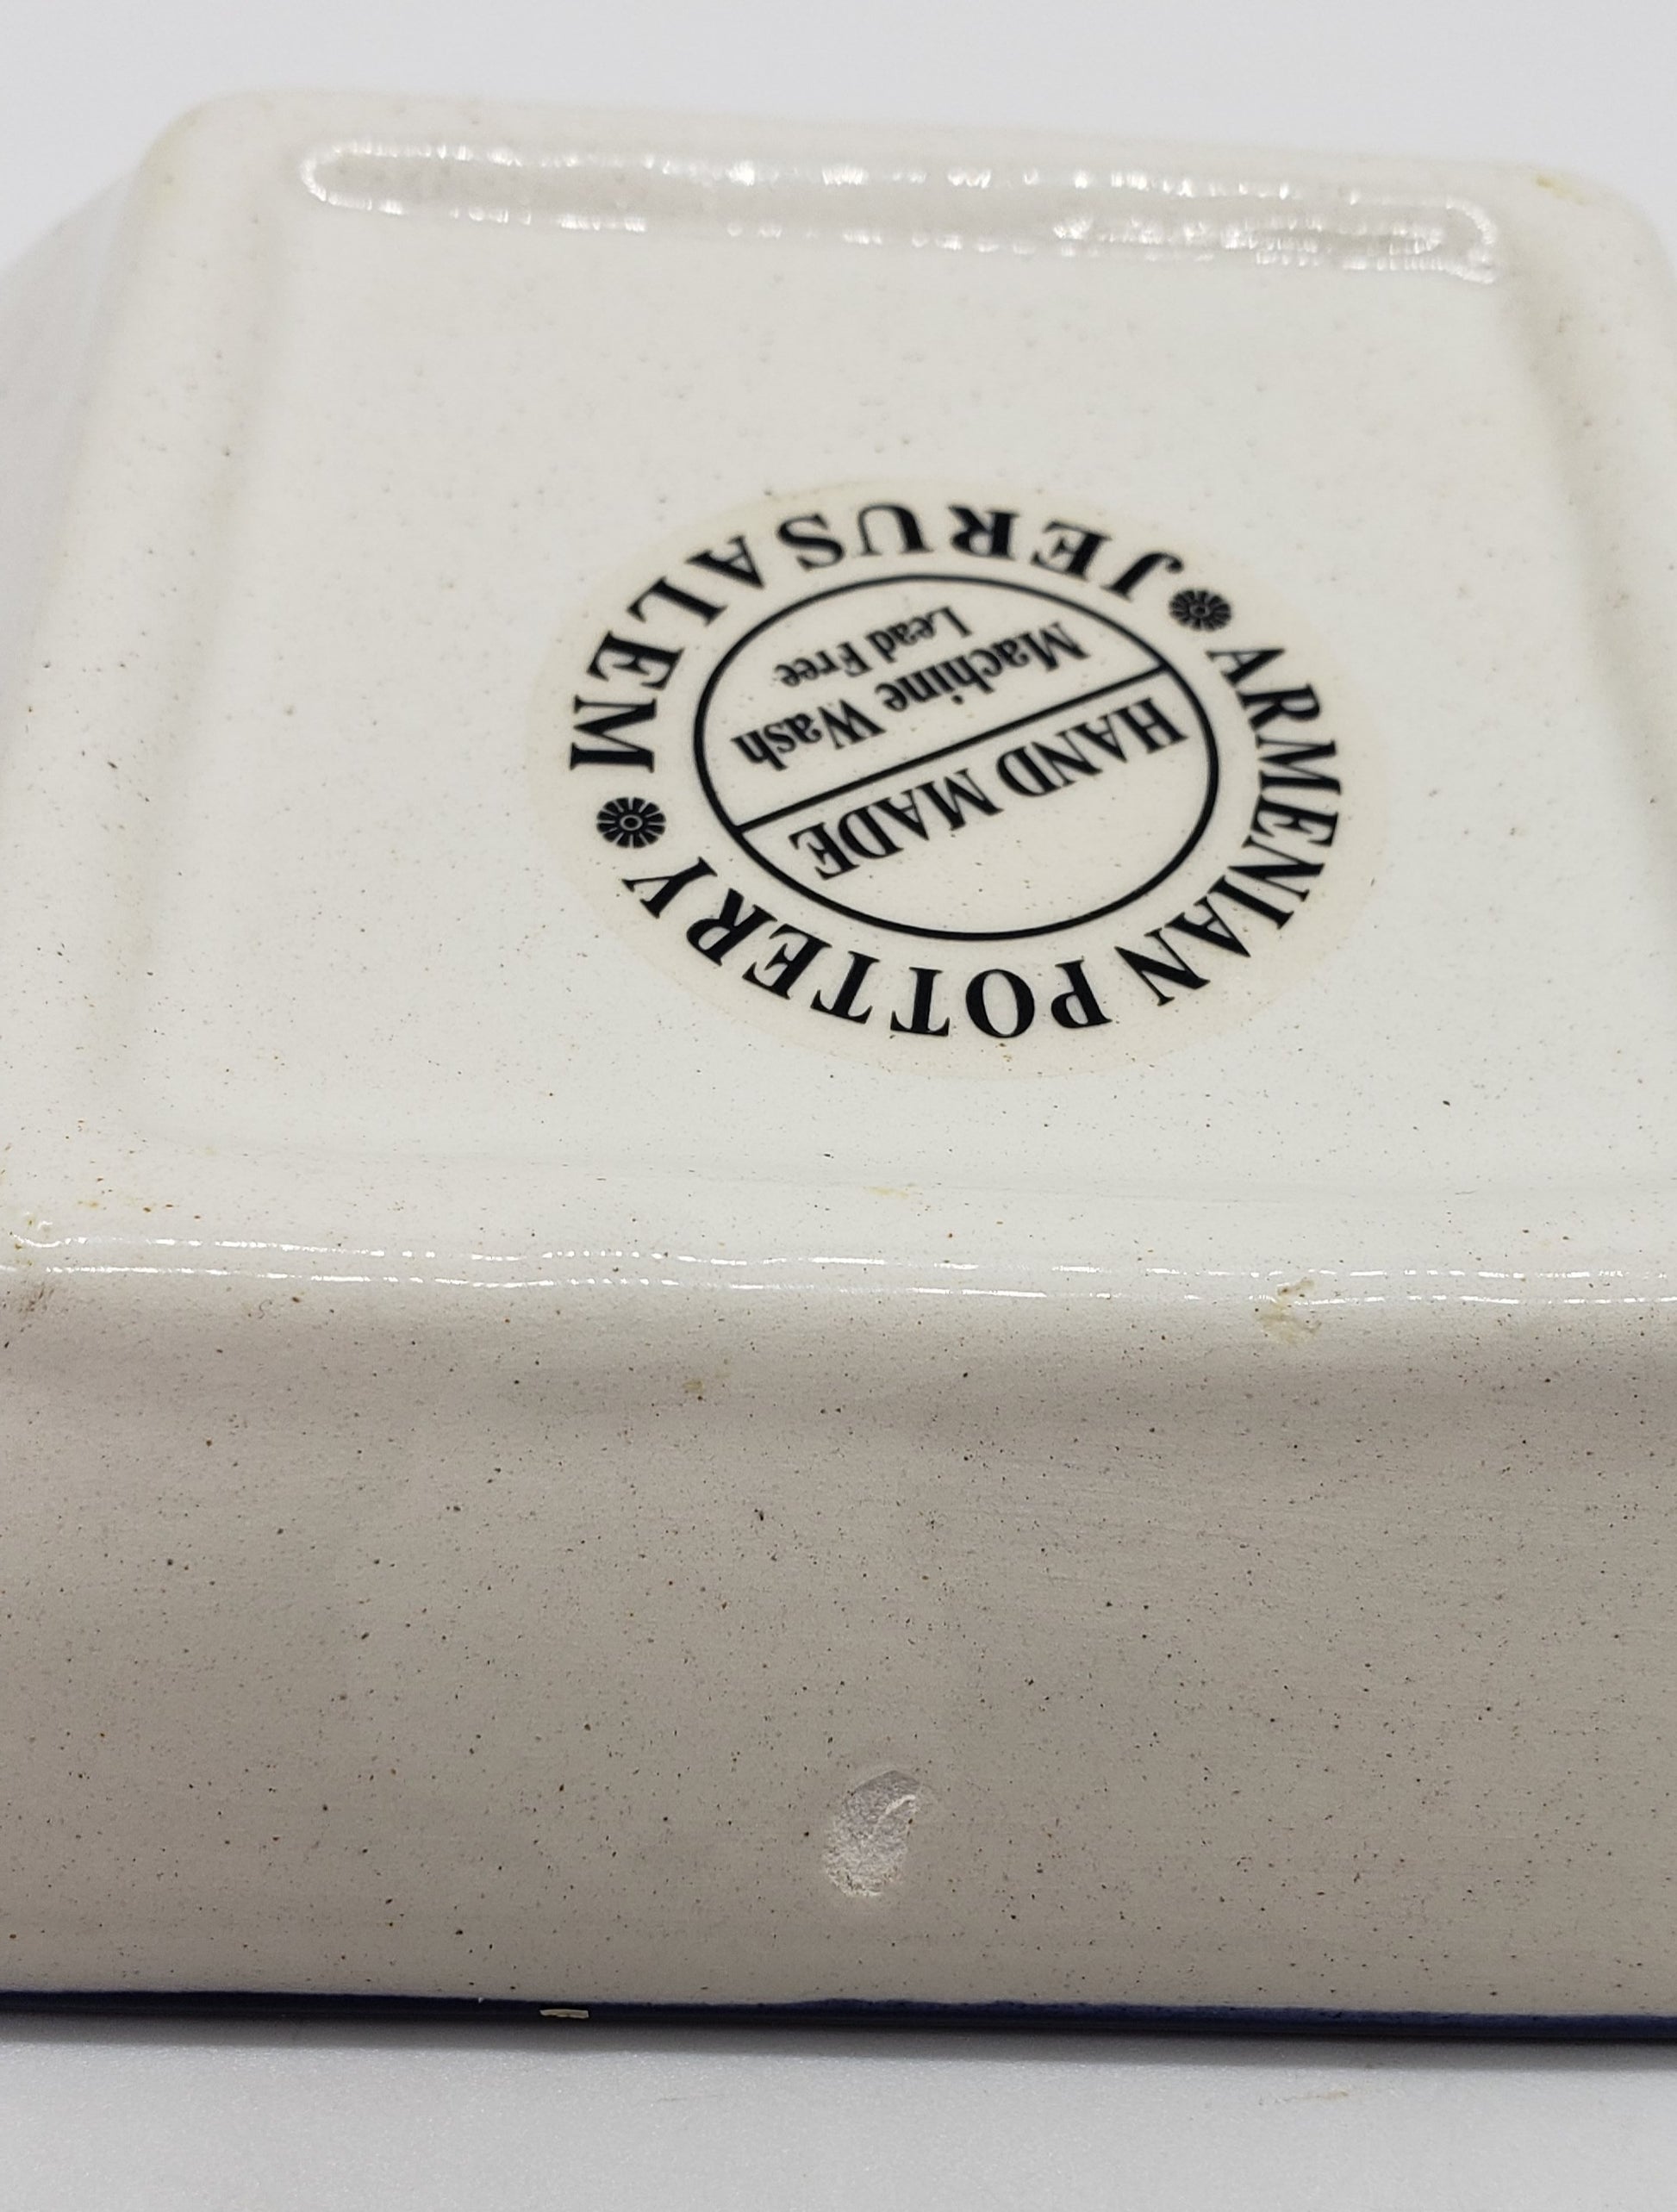 ARMENIAN POTTERY
HAND MADE
Machine Wash
Lead Free
JERUSALEM